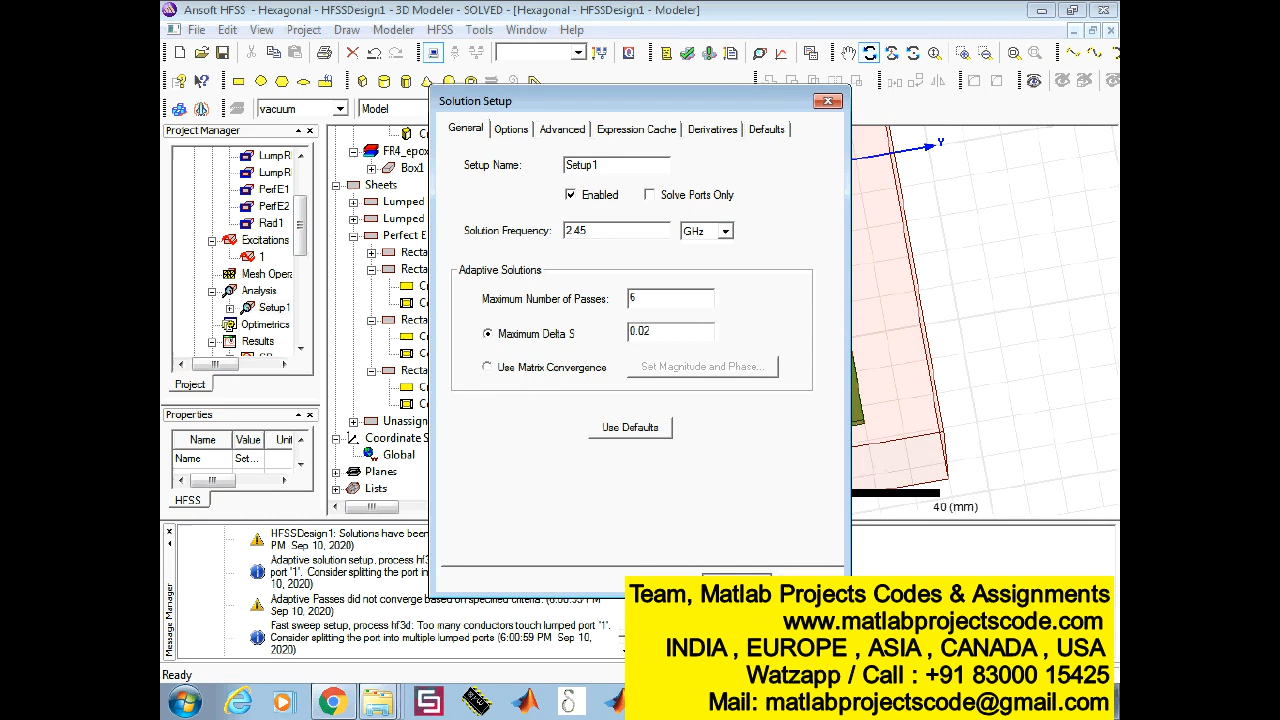 Ansoft HFSS - Hexagonal - HFSSDesign1 - 3D Modeler - SOLVED - [Hexagonal - HFSSDesign1 - Modeler]
File Edit View Project Draw Modeler HFSS Tools Window Help
vacuum
Model
Project Manager
LumpR
LumpR
PerfE1
PerfE2
Rad1
Excitations
1
Mesh Oper
Analysis
Setup1
Optimetrics
Results
Project
Properties
Name Value Unit
Name Set...
HFSS
FR4_epox
Box1
Sheets
Lumped
Lumped
Perfect E
Recta
Recta
Recta
Recta
Unassign
Coordinate S
Global
Planes
Lists
Solution Setup
General Options Advanced Expression Cache Derivatives Defaults
Setup Name: Setup1
Enabled Solve Ports Only
Solution Frequency: 2.45 GHz
Adaptive Solutions
Maximum Number of Passes: 6
Maximum Delta S 0.02
Use Matrix Convergence Set Magnitude and Phase...
Use Defaults
Y
40 (mm)
Message Manager
HFSSDesign1: Solutions have been
PM Sep 10, 2020)
Adaptive solution setup, process hf3d
port '1'. Consider splitting the port in
10, 2020)
Adaptive Passes did not converge based on specified criteria.
Sep 10, 2020)
Fast sweep setup, process hf3d: Too many conductors touch lumped port '1'.
Consider splitting the port into multiple lumped ports (6:00:59 PM Sep 10,
2020)
Ready
Team, Matlab Projects Codes & Assignments
www.matlabprojectscode.com
INDIA , EUROPE , ASIA , CANADA , USA
Watzapp / Call : +91 83000 15425
Mail: matlabprojectscode@gmail.com